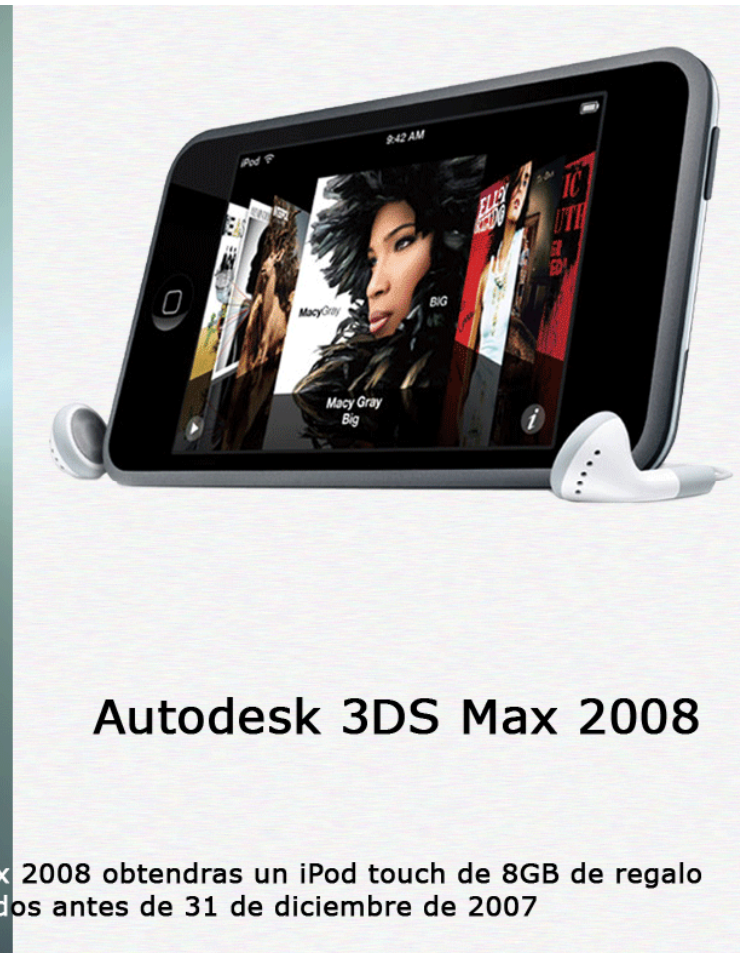 iPod
9:42 AM
MacyGray
BIG
Macy Gray
Big
i
Autodesk 3DS Max 2008
x 2008 obtendras un iPod touch de 8GB de regalo
dos antes de 31 de diciembre de 2007